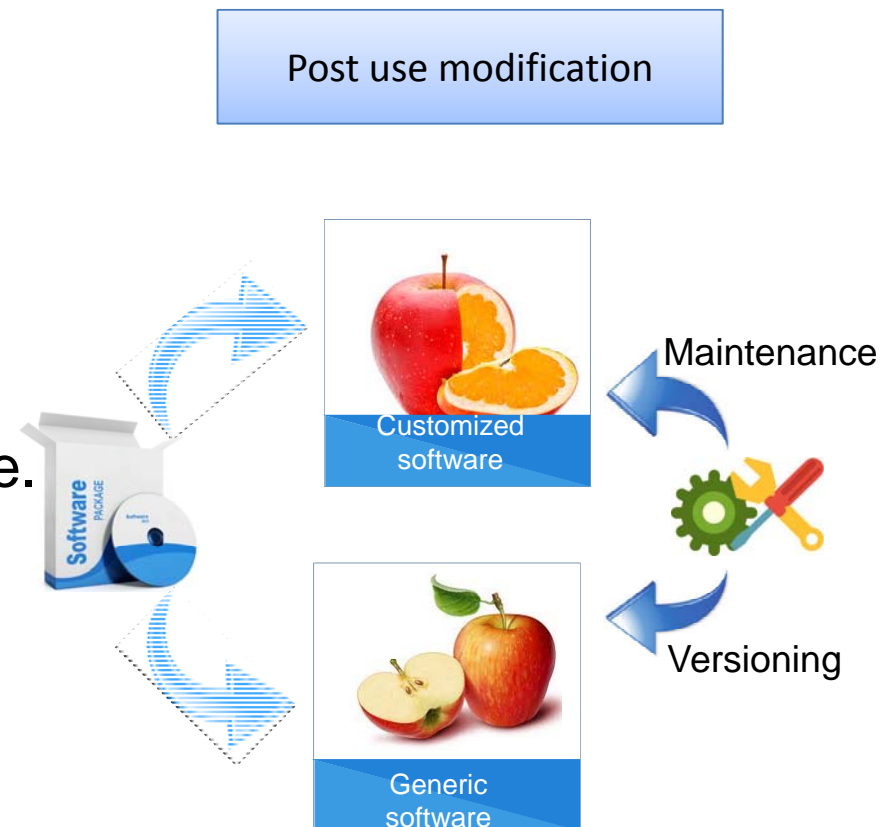 Post use modification
Maintenance
Customized
software
e.
Software
PACKAGE
Versioning
Generic
software